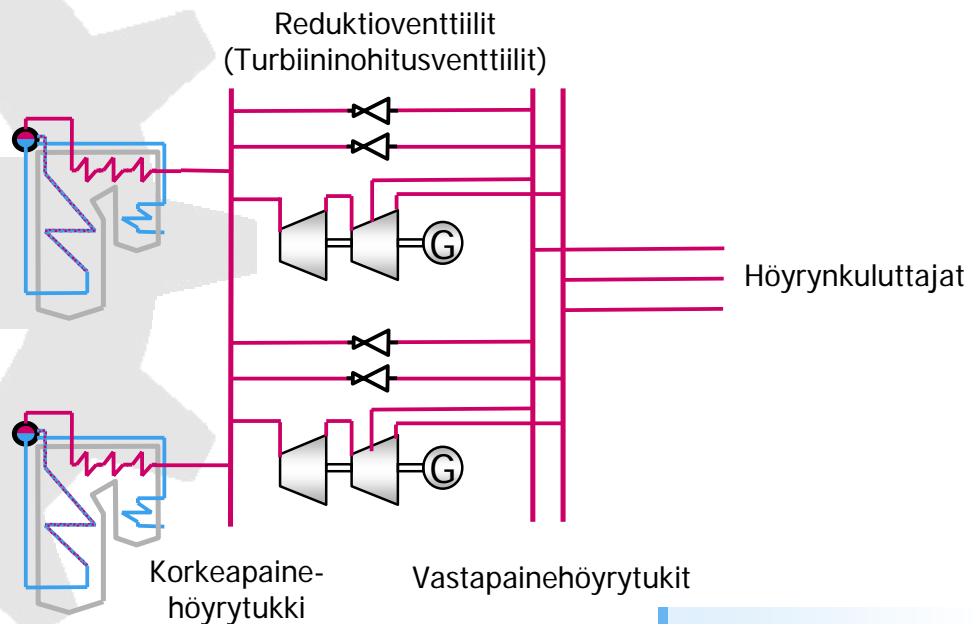 Reduktioventtiilit
(Turbiininohitusventtiilit)
G
Höyrynkuluttajat
G
Korkeapaine-
höyrytukki
Vastapainehöyrytukit